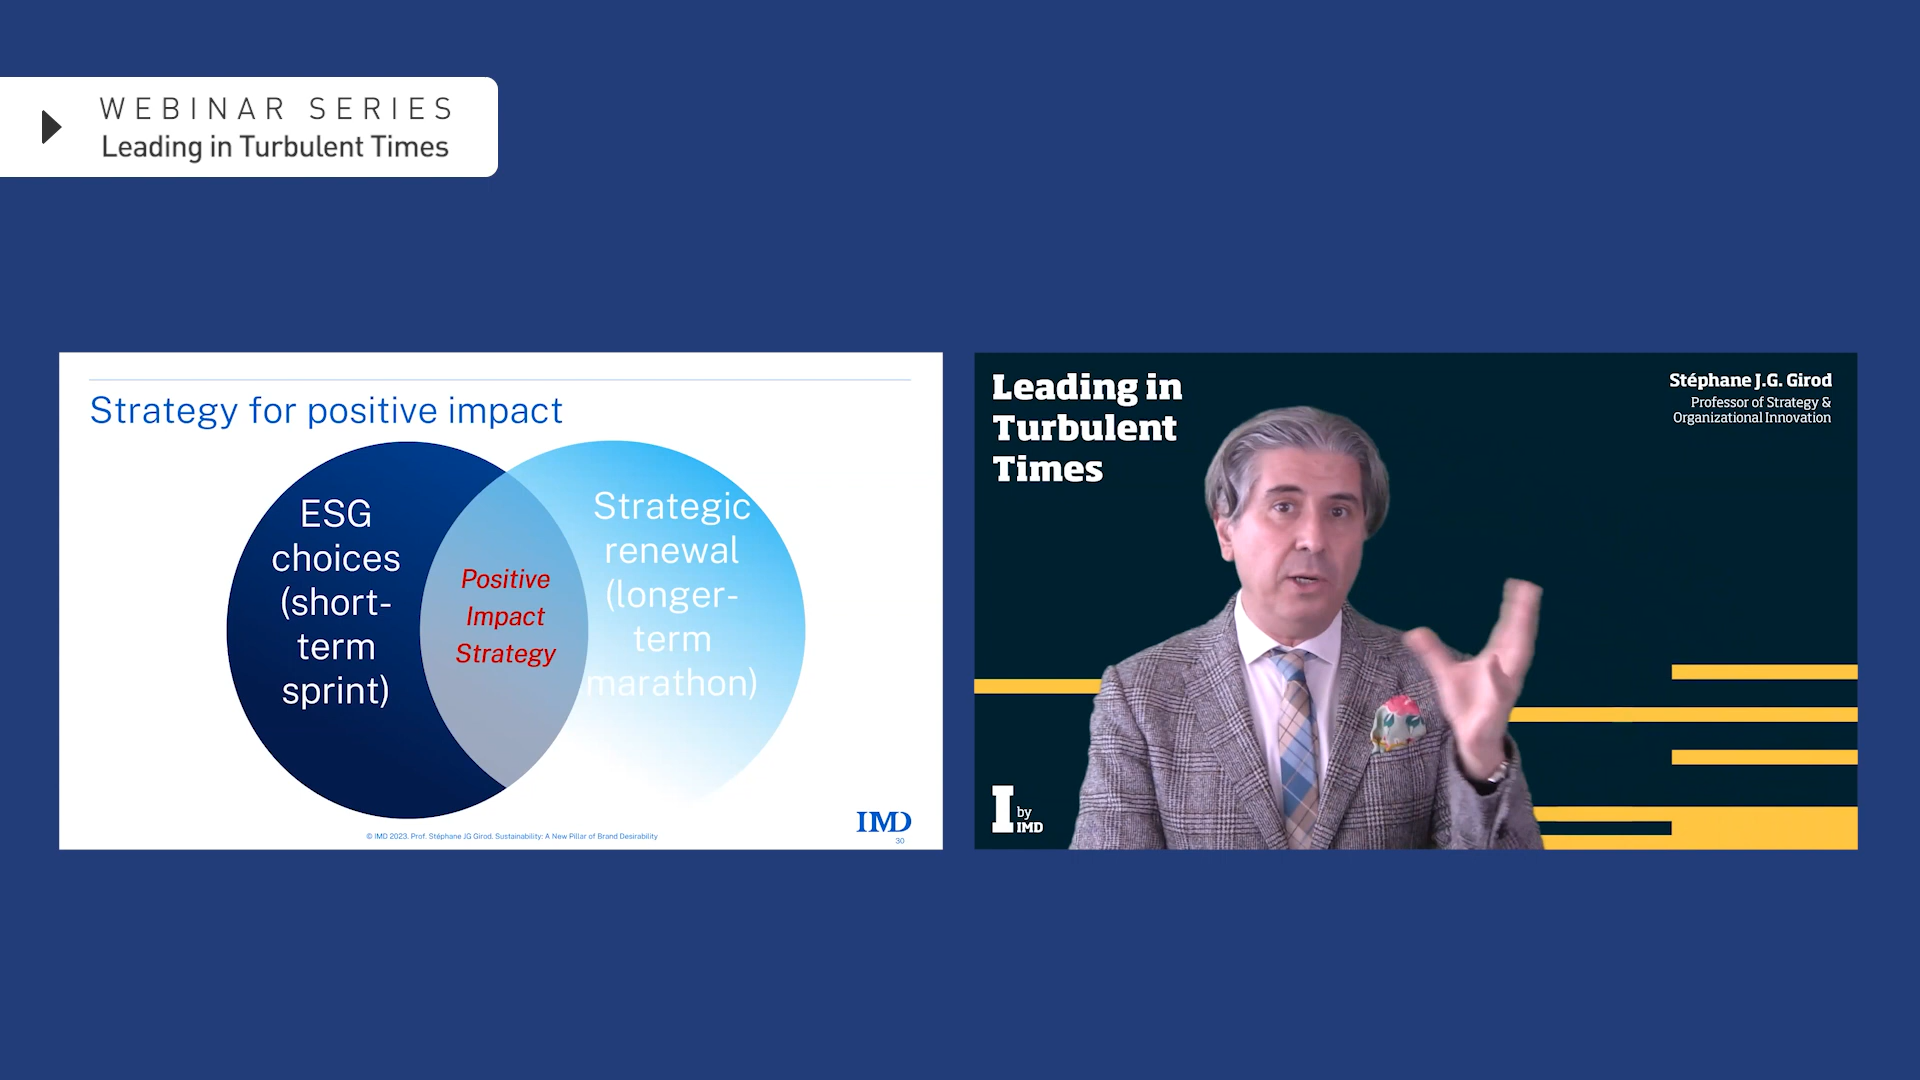 WEBINAR SERIES
Leading in Turbulent Times
Strategy for positive impact
ESG
choices
(short-
term
sprint)
Positive
Impact
Strategy
Strategic
renewal
(longer-
term
marathon)
© IMD 2023. Prof. Stéphane JG Girod. Sustainability: A New Pillar of Brand Desirability
IMD
30
Leading in
Turbulent
Times
Stéphane J.G. Girod
Professor of Strategy &
Organizational Innovation
I by
IMD